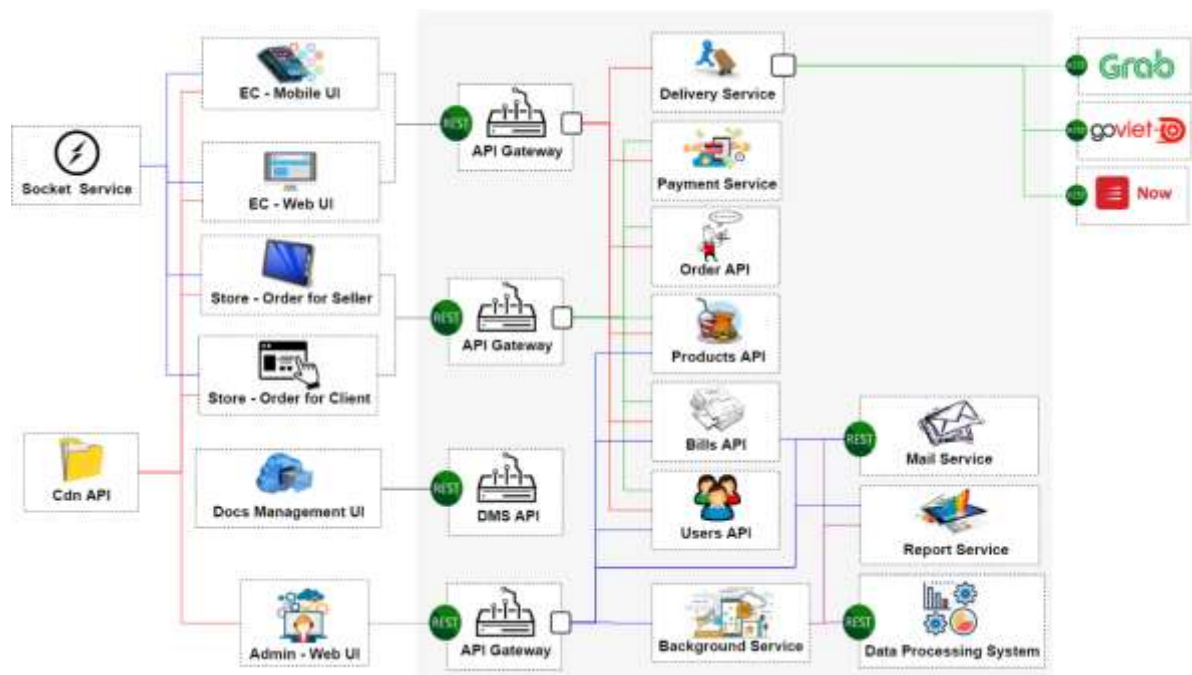 EC - Mobile UI
Socket Service
EC - Web UI
Store - Order for Seller
Store - Order for Client
Cdn API
Docs Management UI
Admin - Web UI
REST
API Gateway
REST
API Gateway
REST
DMS API
REST
API Gateway
Delivery Service
Payment Service
Order API
Products API
Bills API
Users API
Background Service
REST
Mail Service
Report Service
REST
Data Processing System
REST
Grab
REST
goviet
REST
Now